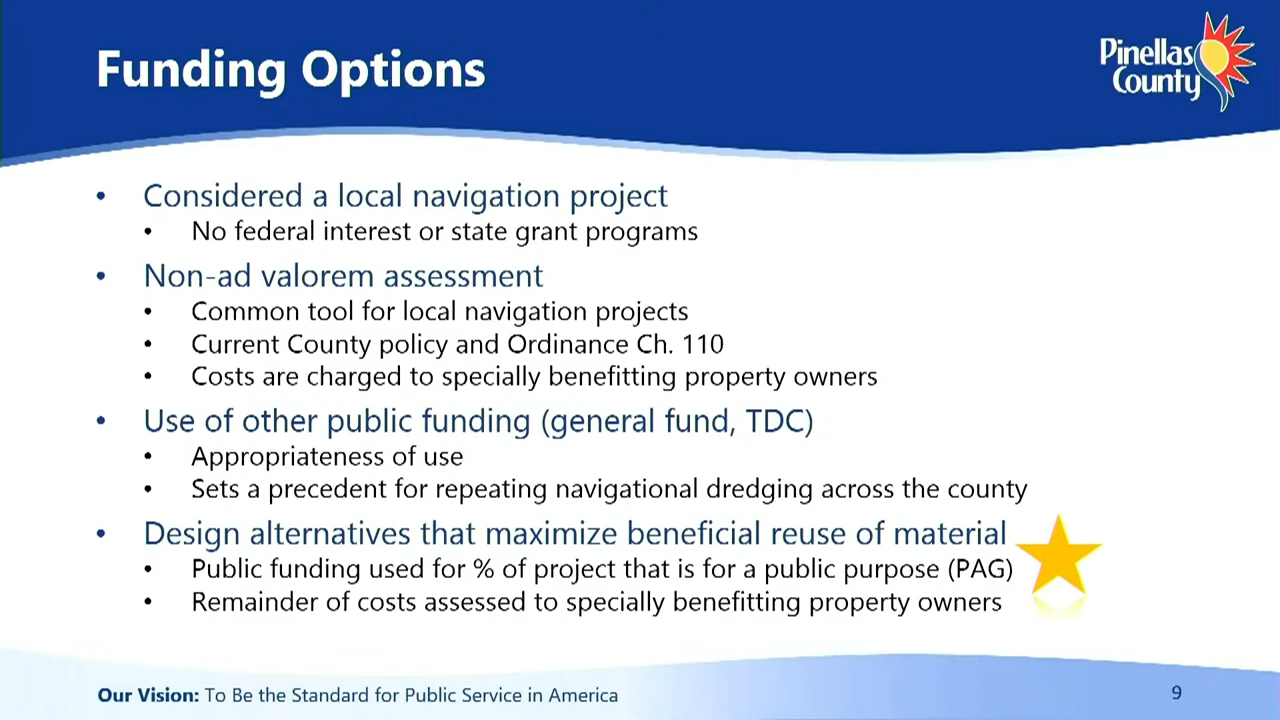 Funding Options
Pinellas
County
• Considered a local navigation project
• No federal interest or state grant programs
• Non-ad valorem assessment
• Common tool for local navigation projects
• Current County policy and Ordinance Ch. 110
• Costs are charged to specially benefitting property owners
• Use of other public funding (general fund, TDC)
• Appropriateness of use
• Sets a precedent for repeating navigational dredging across the county
• Design alternatives that maximize beneficial reuse of material
• Public funding used for % of project that is for a public purpose (PAG)
• Remainder of costs assessed to specially benefitting property owners
Our Vision: To Be the Standard for Public Service in America
9